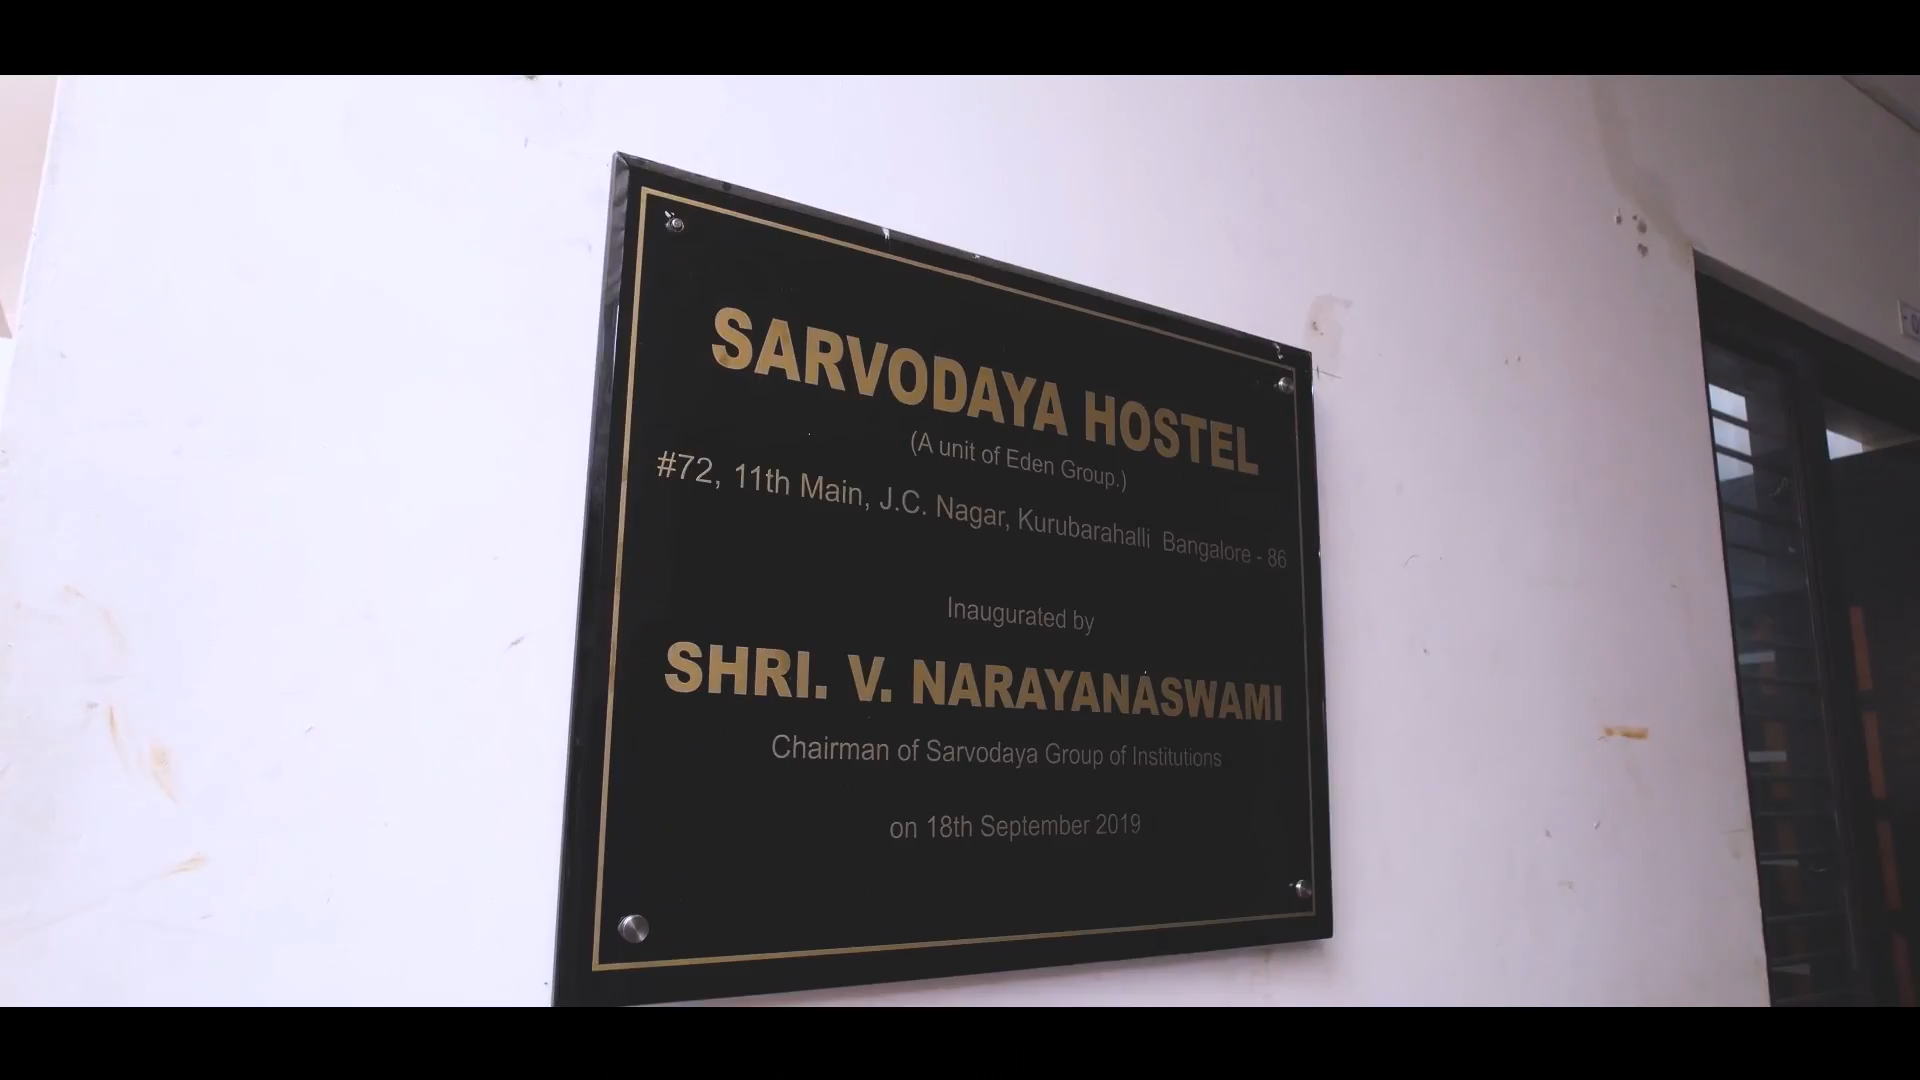 SARVODAYA HOSTEL
(A unit of Eden Group.)
#72, 11th Main, J.C. Nagar, Kurubarahalli Bangalore - 86
Inaugurated by
SHRI. V. NARAYANASWAMI
Chairman of Sarvodaya Group of Institutions
on 18th September 2019